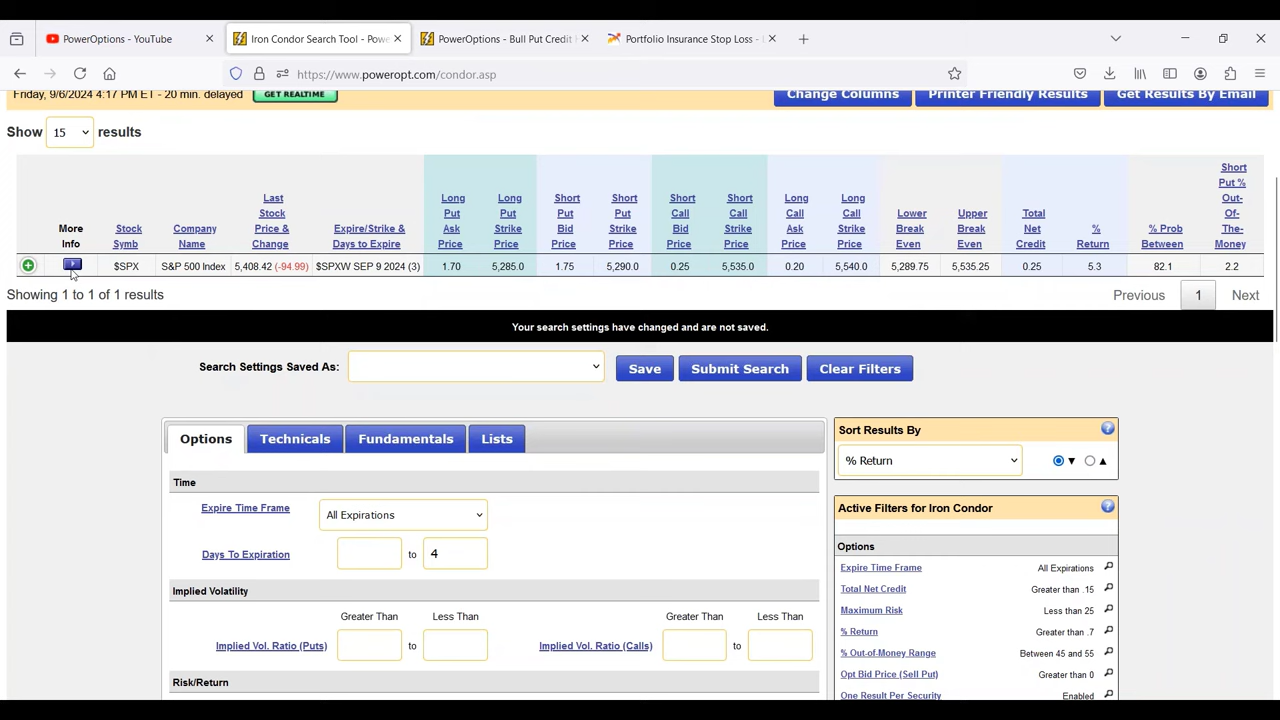 PowerOptions - YouTube
Iron Condor Search Tool - Powe
PowerOptions - Bull Put Credit
Portfolio Insurance Stop Loss -
https://www.poweropt.com/condor.asp
Friday, 9/6/2024 4:17 PM ET - 20 min. delayed GET REALTIME Change Columns Printer Friendly Results Get Results By Email
Show 15 results
More Info
Stock Symb
Company Name
Last Stock Price & Change
Expire/Strike & Days to Expire
Long Put Ask Price
Long Put Strike Price
Short Put Bid Price
Short Put Strike Price
Short Call Bid Price
Short Call Strike Price
Long Call Ask Price
Long Call Strike Price
Lower Break Even
Upper Break Even
Total Net Credit
% Return
% Prob Between
Short Put % Out-Of-The-Money
$SPX S&P 500 Index 5,408.42 (-94.99) $SPXW SEP 9 2024 (3) 1.70 5,285.0 1.75 5,290.0 0.25 5,535.0 0.20 5,540.0 5,289.75 5,535.25 0.25 5.3 82.1 2.2
Showing 1 to 1 of 1 results Previous 1 Next
Your search settings have changed and are not saved.
Search Settings Saved As: Save Submit Search Clear Filters
Options Technicals Fundamentals Lists
Time
Expire Time Frame All Expirations
Days To Expiration to 4
Implied Volatility
Greater Than Less Than Greater Than Less Than
Implied Vol. Ratio (Puts) to Implied Vol. Ratio (Calls) to
Risk/Return
Sort Results By
% Return
Active Filters for Iron Condor
Options
Expire Time Frame All Expirations
Total Net Credit Greater than .15
Maximum Risk Less than 25
% Return Greater than .7
% Out-of-Money Range Between 45 and 55
Opt Bid Price (Sell Put) Greater than 0
One Result Per Security Enabled